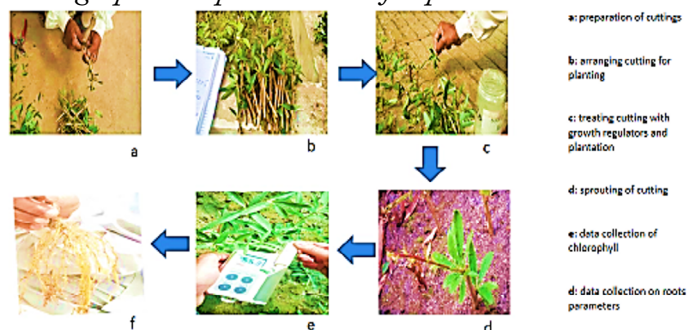 a: preparation of cuttings
b: arranging cutting for
planting
c: treating cutting with
growth regulators and
plantation
d: sprouting of cutting
e: data collection of
chlorophyll
d: data collection on roots
parameters
a
b
c
f
e
d